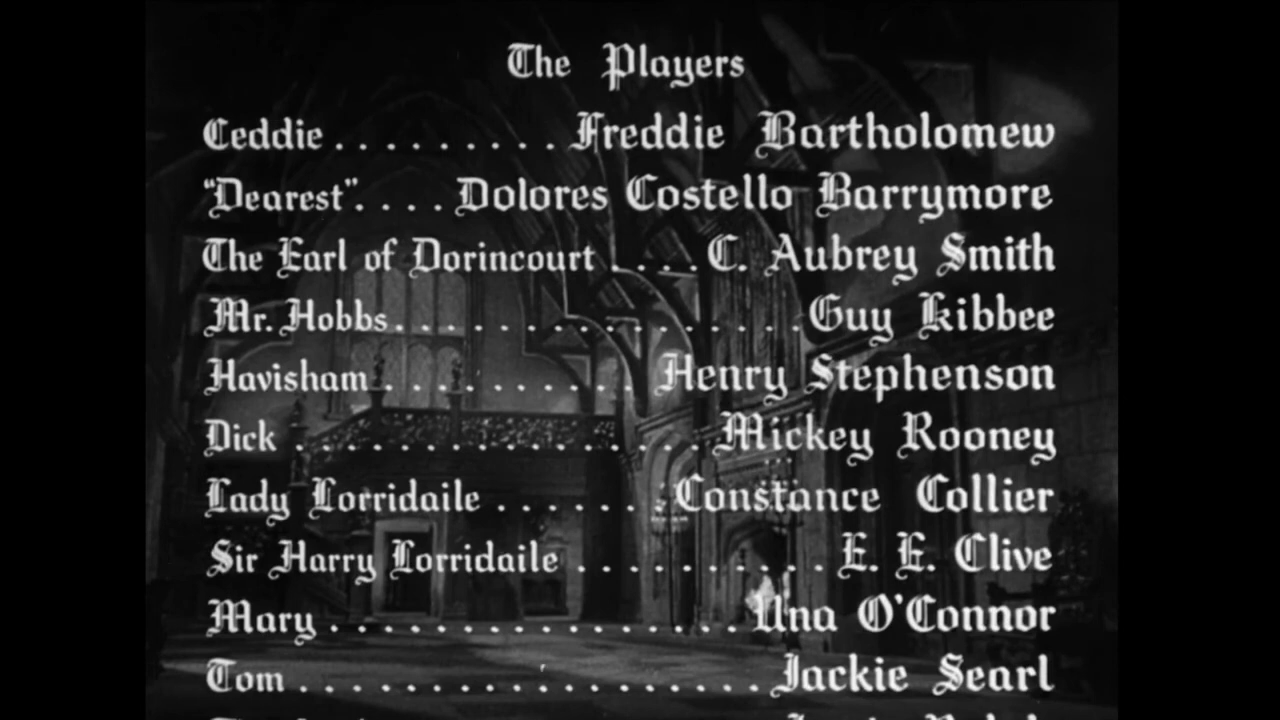 The Players
Ceddie.........Freddie Bartholomew
"Dearest"....Dolores Costello Barrymore
The Earl of Dorincourt....C. Aubrey Smith
Mr. Hobbs.................Guy Kibbee
Havisham..........Henry Stephenson
Dick.................Mickey Rooney
Lady Lorridaile.......Constance Collier
Sir Harry Lorridaile...........E. E. Clive
Mary................Una O'Connor
Tom..................Jackie Searl